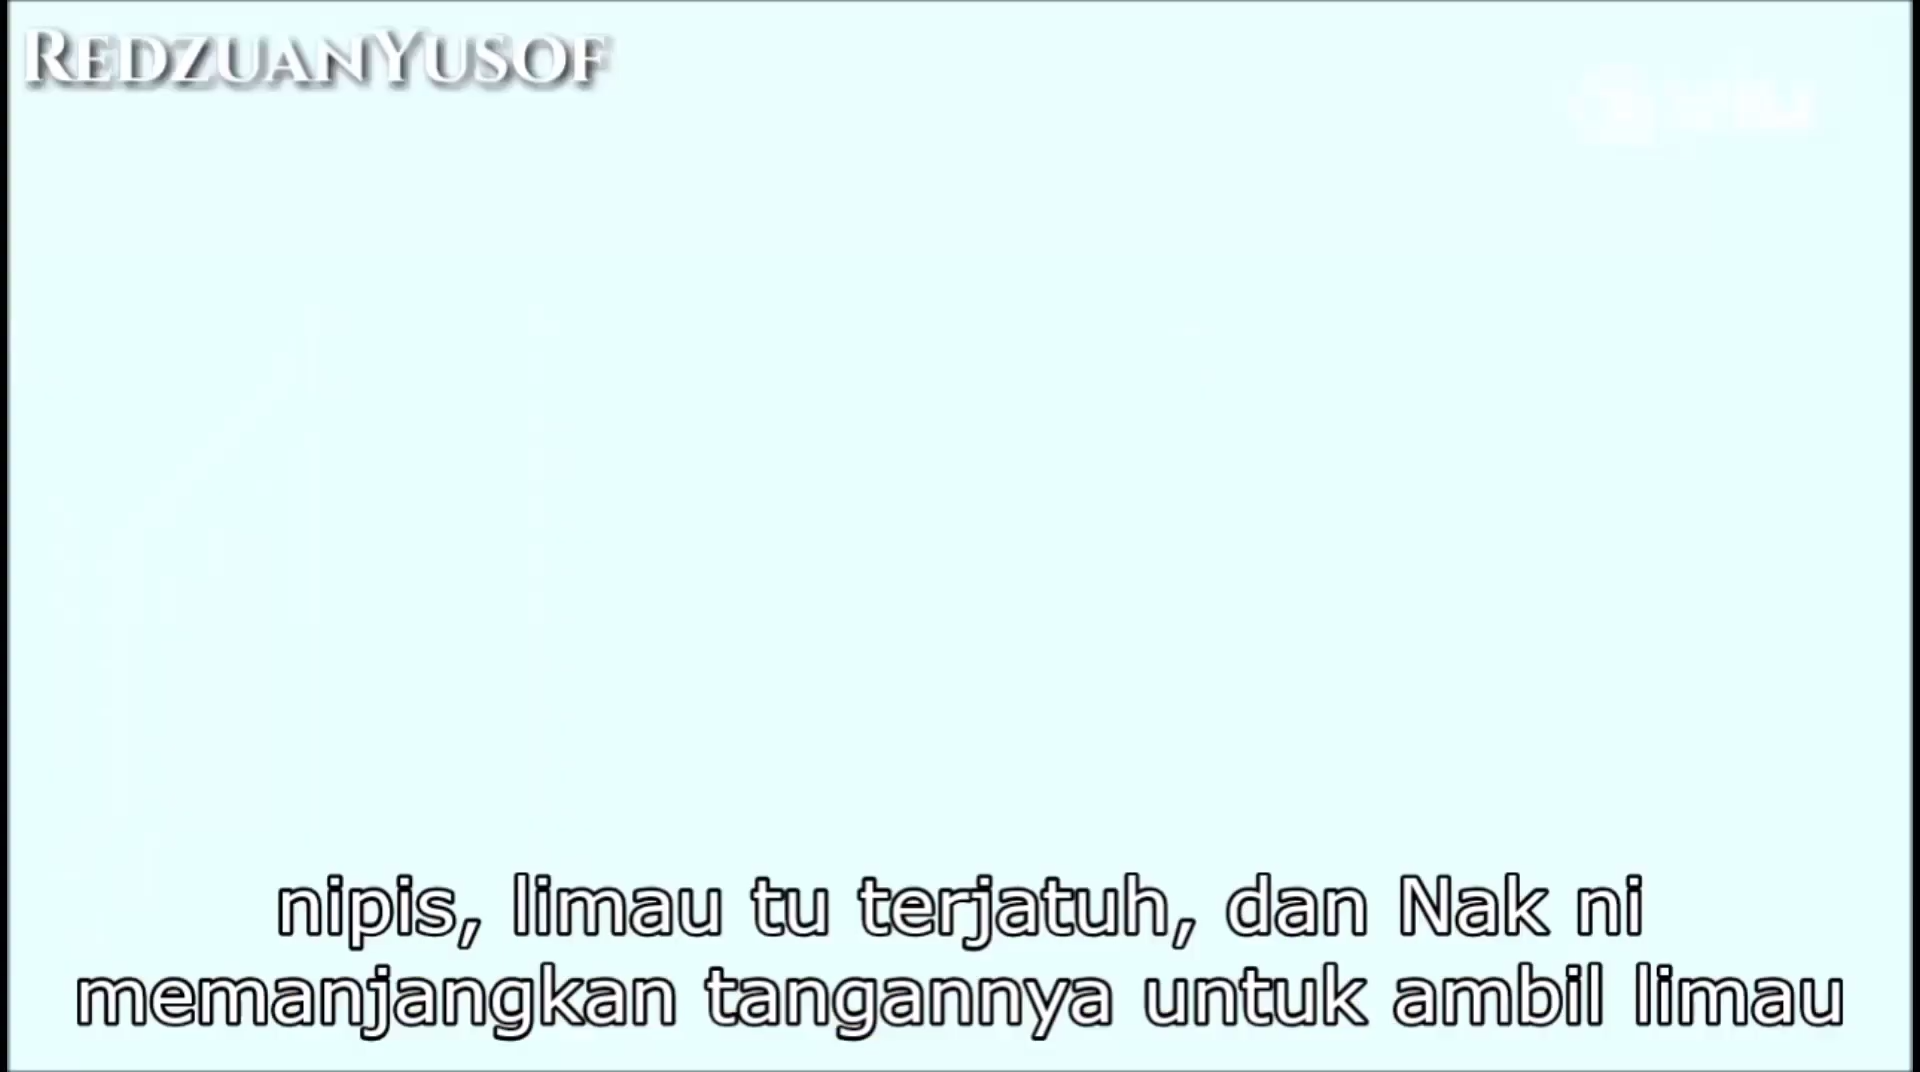 REDZUANYUSOF
nipis, limau tu terjatuh, dan Nak ni
memanjangkan tangannya untuk ambil limau